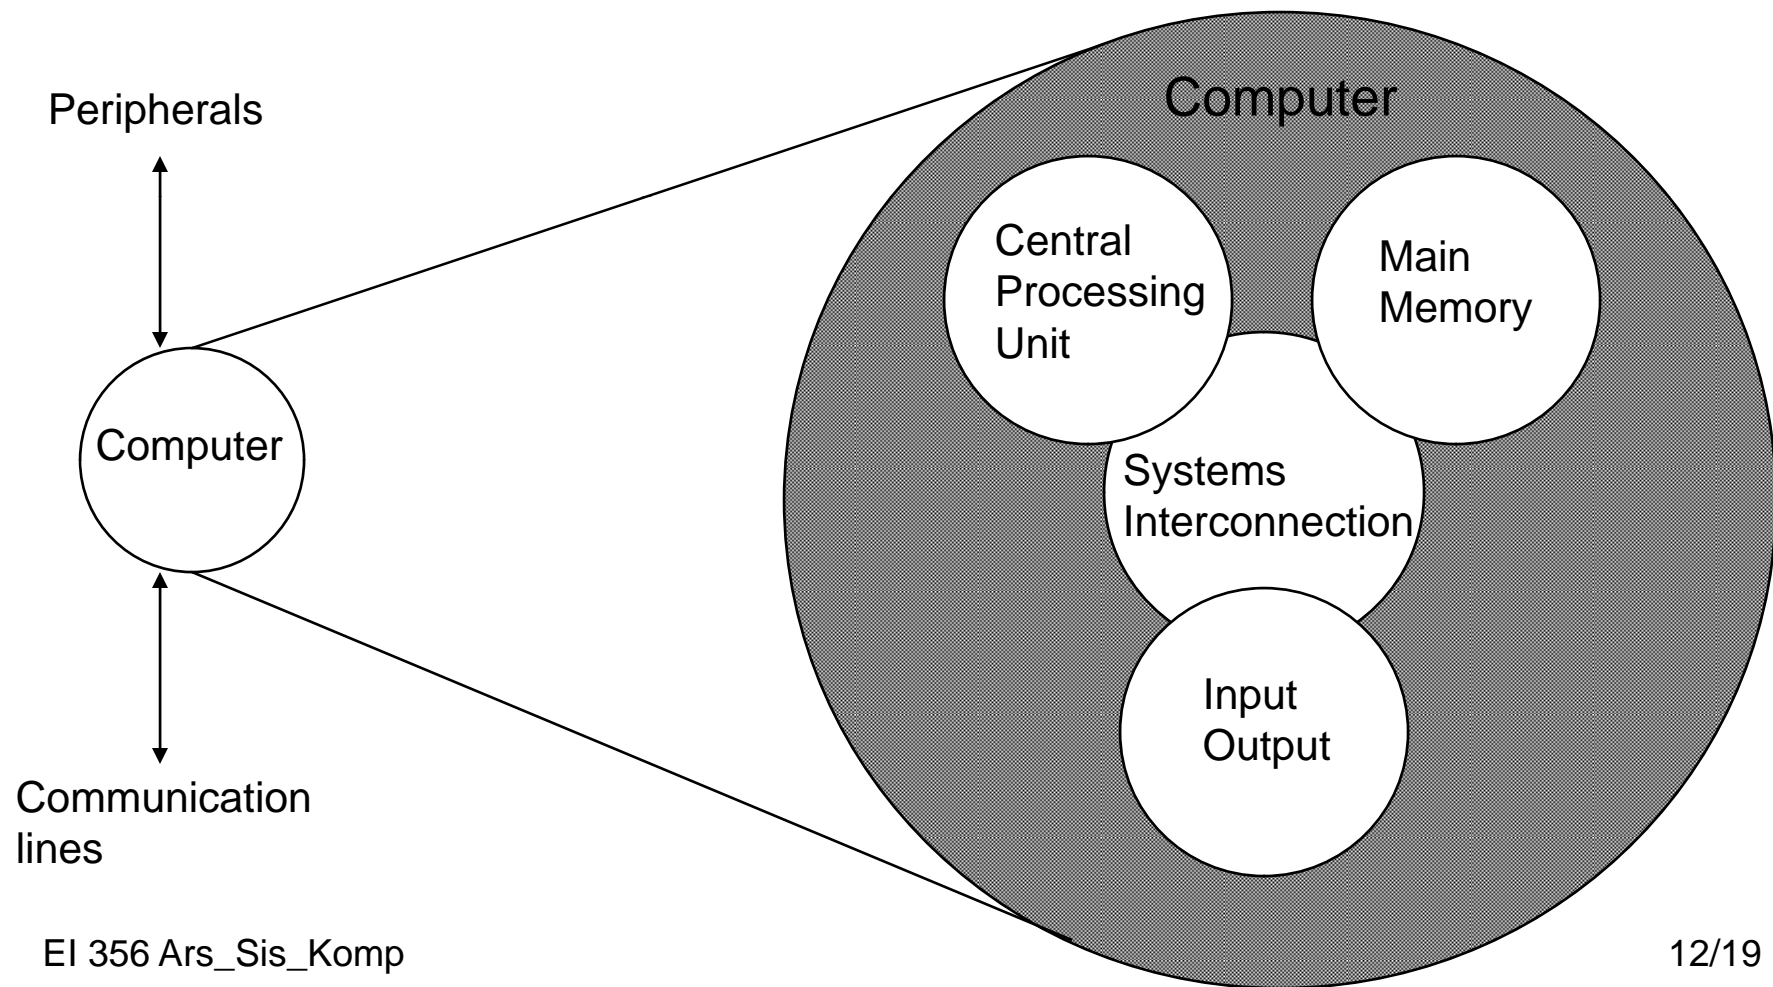 Peripherals
Computer
Communication
lines
Computer
Central
Processing
Unit
Main
Memory
Systems
Interconnection
Input
Output
EI 356 Ars_Sis_Komp
12/19